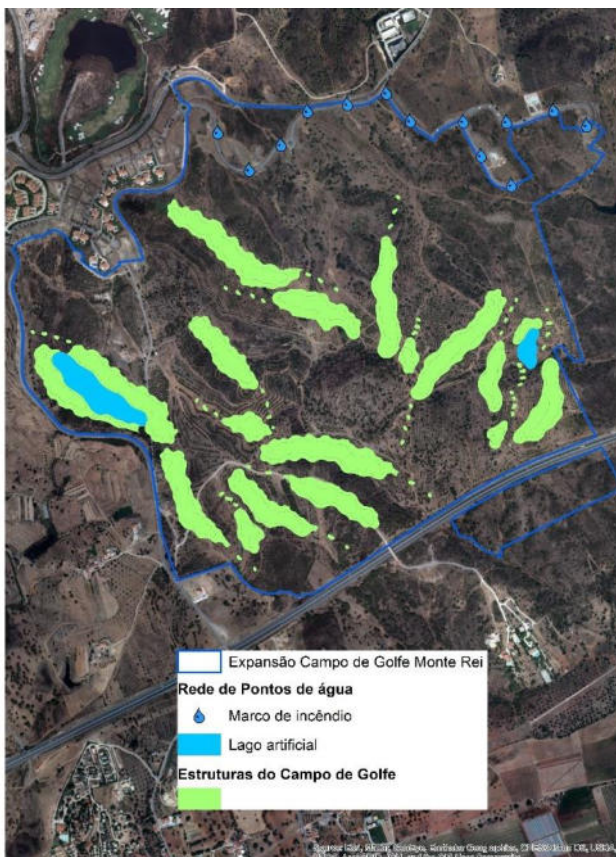 Expansão Campo de Golfe Monte Rei
Rede de Pontos de água
Marco de incêndio
Lago artificial
Estruturas do Campo de Golfe